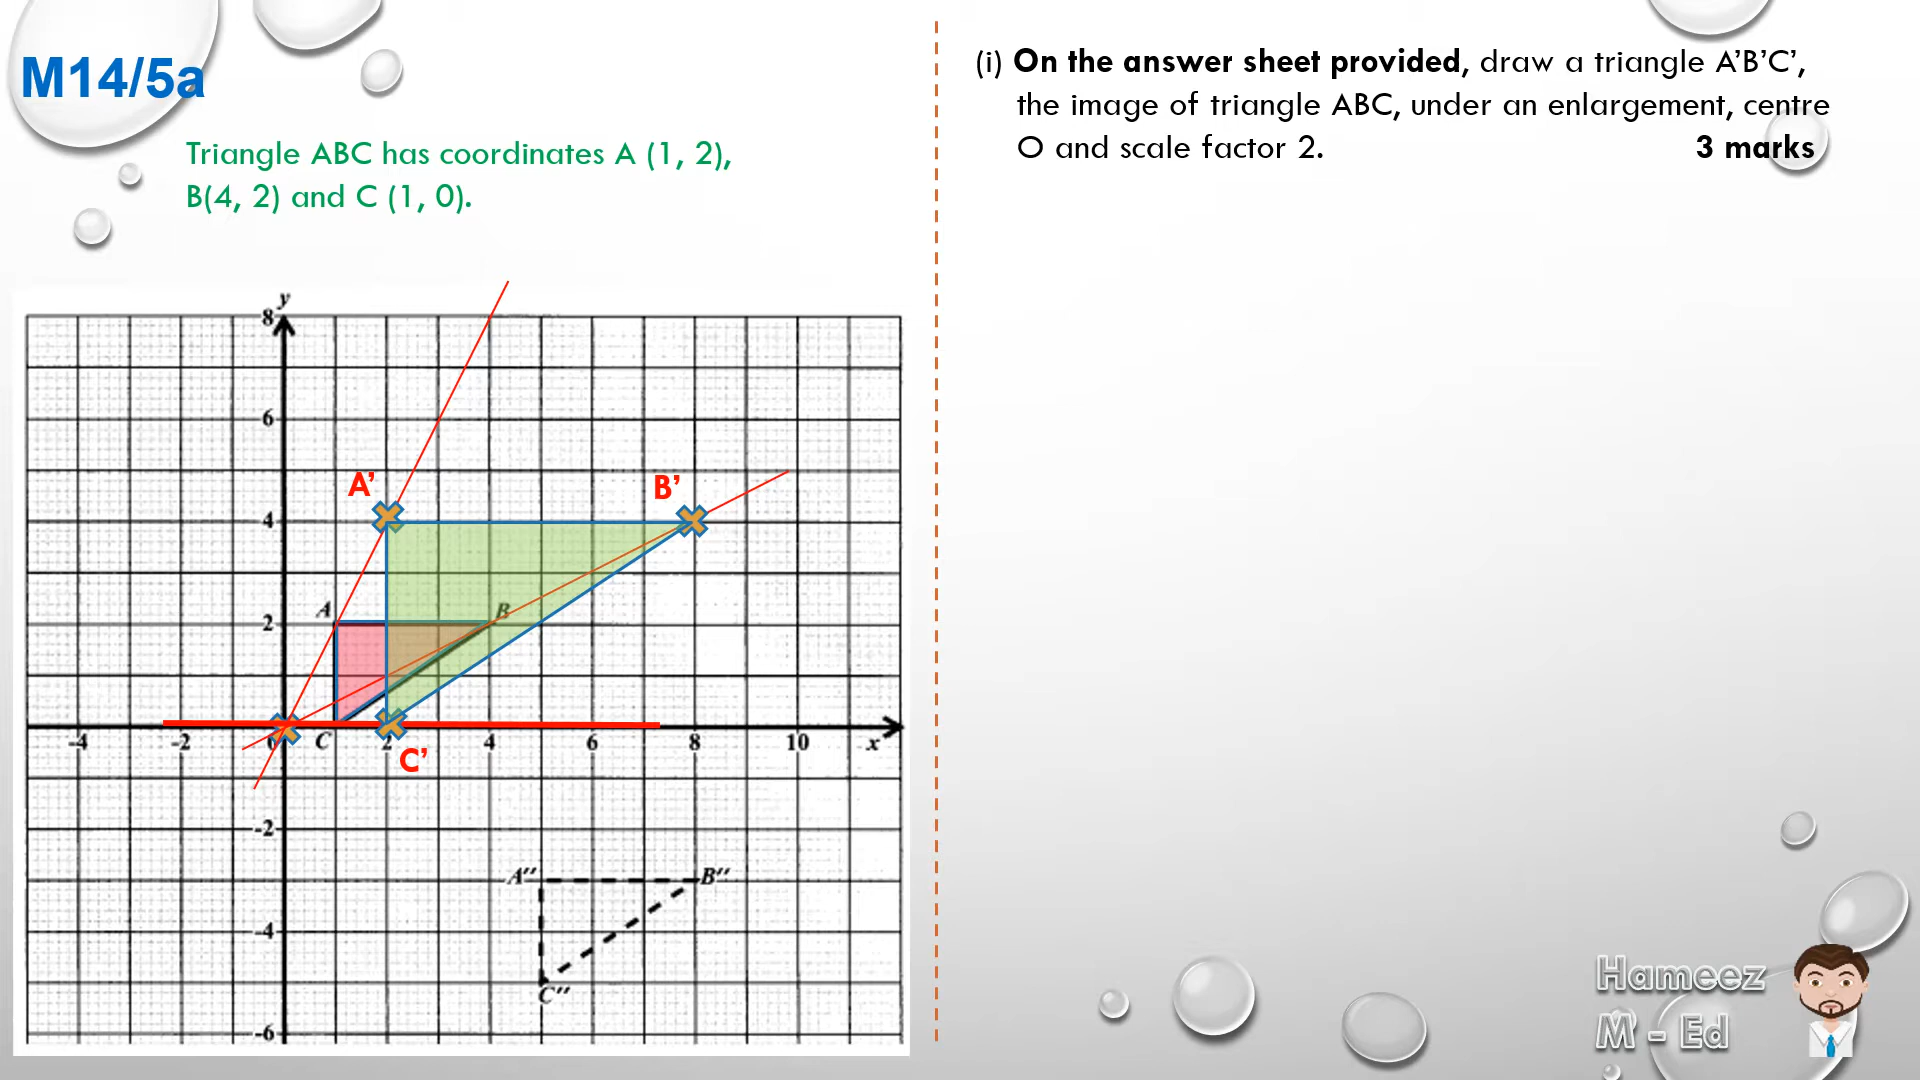 M14/5a
Triangle ABC has coordinates A (1, 2),
B(4, 2) and C (1, 0).
(i) On the answer sheet provided, draw a triangle A’B’C’,
the image of triangle ABC, under an enlargement, centre
O and scale factor 2. 3 marks
y
8
6
A’ B’
4
A B
2
-4 -2 0 C 2 4 6 8 10 x
C’
-2
A″ B″
-4
C″
-6
Hameez
M - Ed